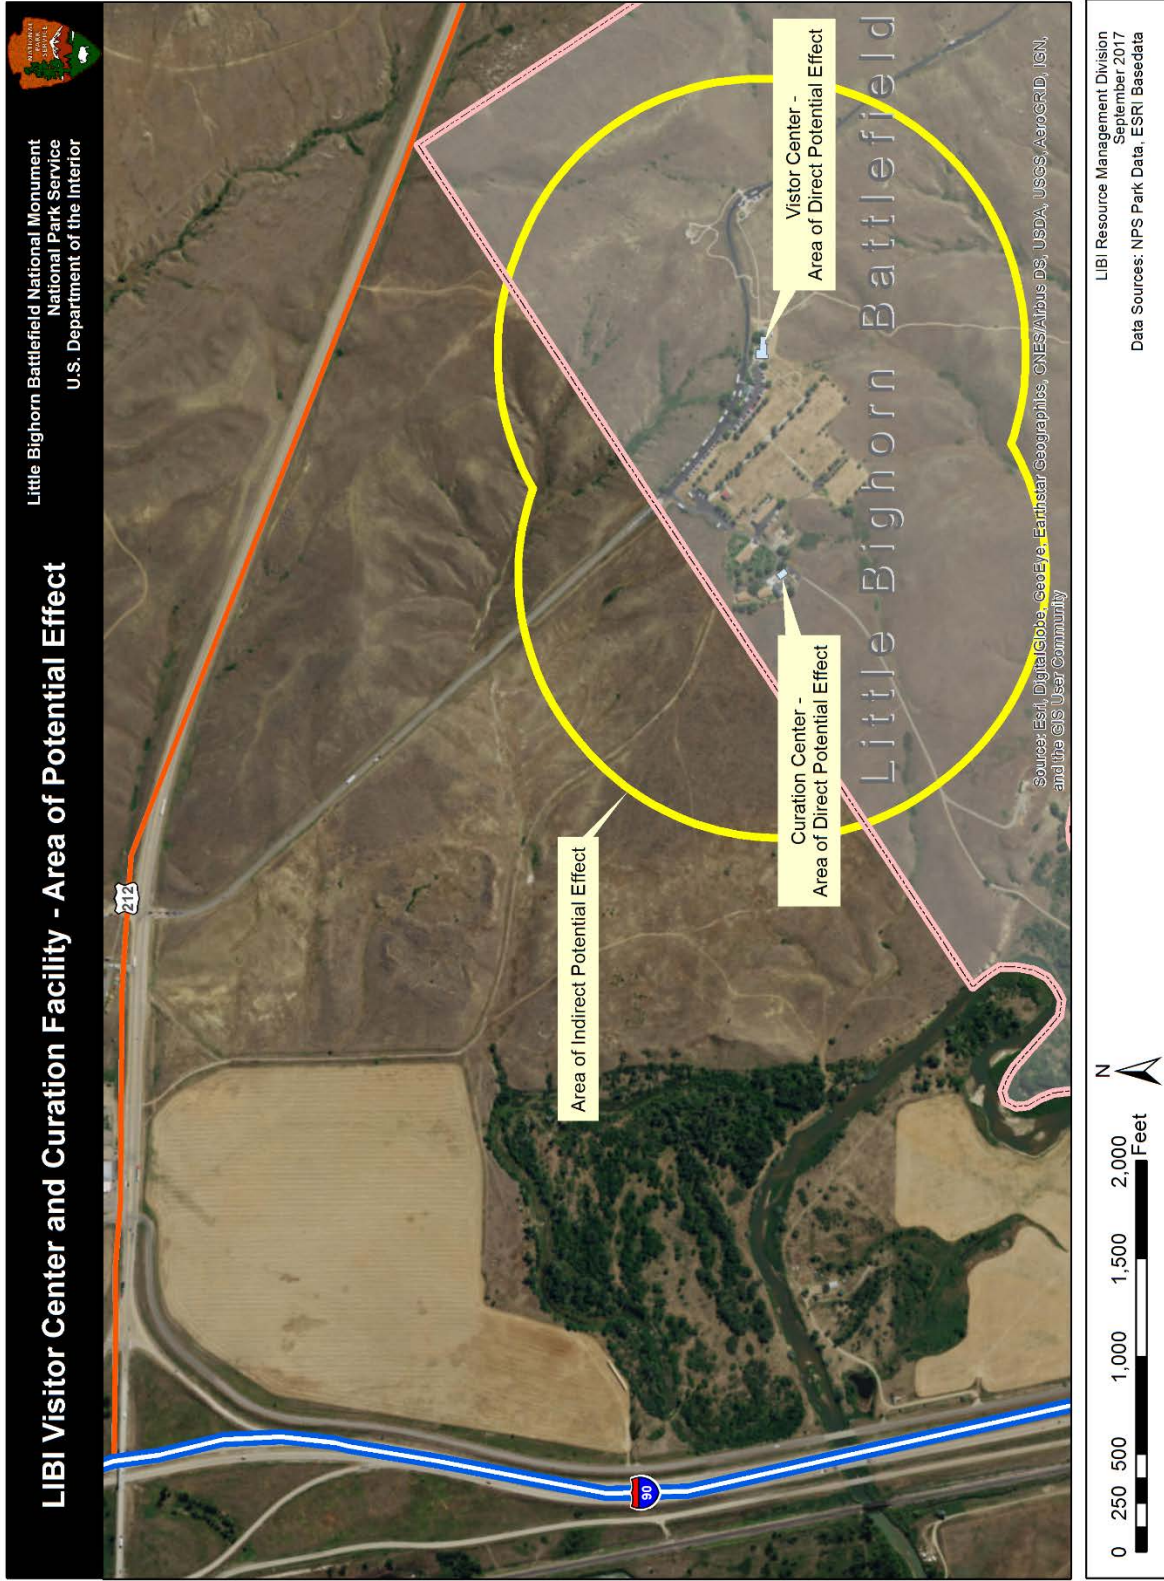 LIBI Visitor Center and Curation Facility - Area of Potential Effect
Little Bighorn Battlefield National Monument
National Park Service
U.S. Department of the Interior
NATIONAL
PARK
SERVICE
212
90
Area of Indirect Potential Effect
Curation Center -
Area of Direct Potential Effect
Vistor Center -
Area of Direct Potential Effect
Little Bighorn Battlefield
Source: Esri, DigitalGlobe, GeoEye, Earthstar Geographics, CNES/Airbus DS, USDA, USGS, AeroGRID, IGN,
and the GIS User Community
0 250 500 1,000 1,500 2,000
Feet
N
LIBI Resource Management Division
September 2017
Data Sources: NPS Park Data, ESRI Basedata